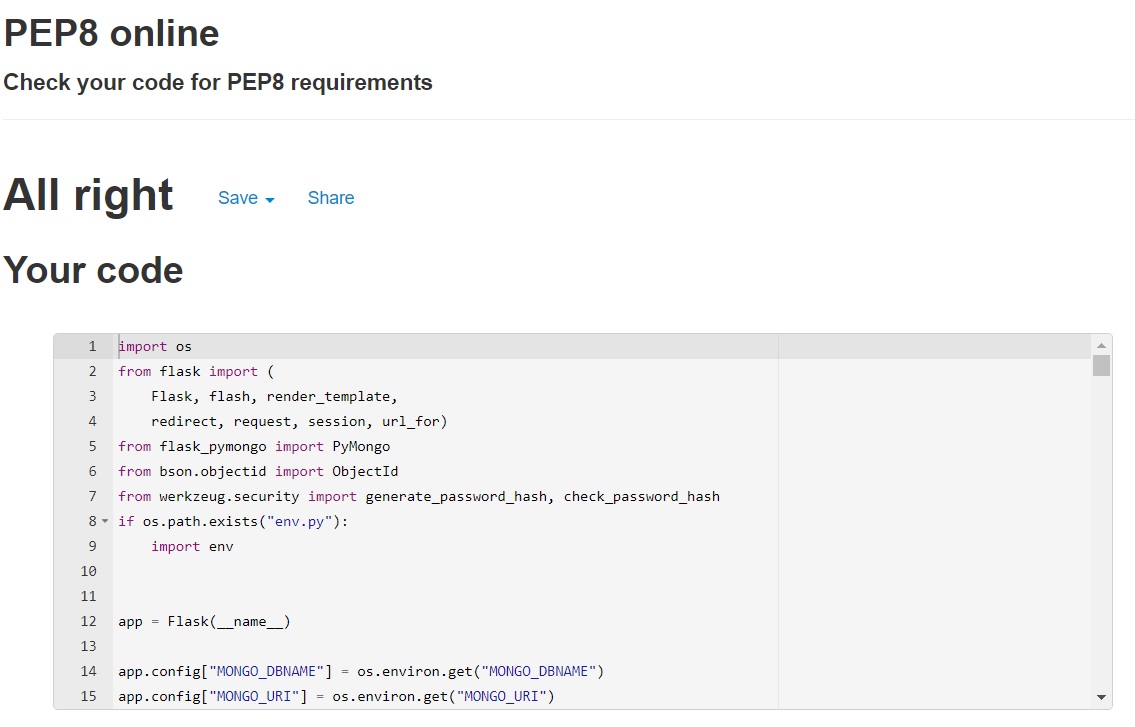 PEP8 online
Check your code for PEP8 requirements
All right Save Share
Your code
1 import os
2 from flask import (
3     Flask, flash, render_template,
4     redirect, request, session, url_for)
5 from flask_pymongo import PyMongo
6 from bson.objectid import ObjectId
7 from werkzeug.security import generate_password_hash, check_password_hash
8 if os.path.exists("env.py"):
9     import env
10
11
12 app = Flask(__name__)
13
14 app.config["MONGO_DBNAME"] = os.environ.get("MONGO_DBNAME")
15 app.config["MONGO_URI"] = os.environ.get("MONGO_URI")